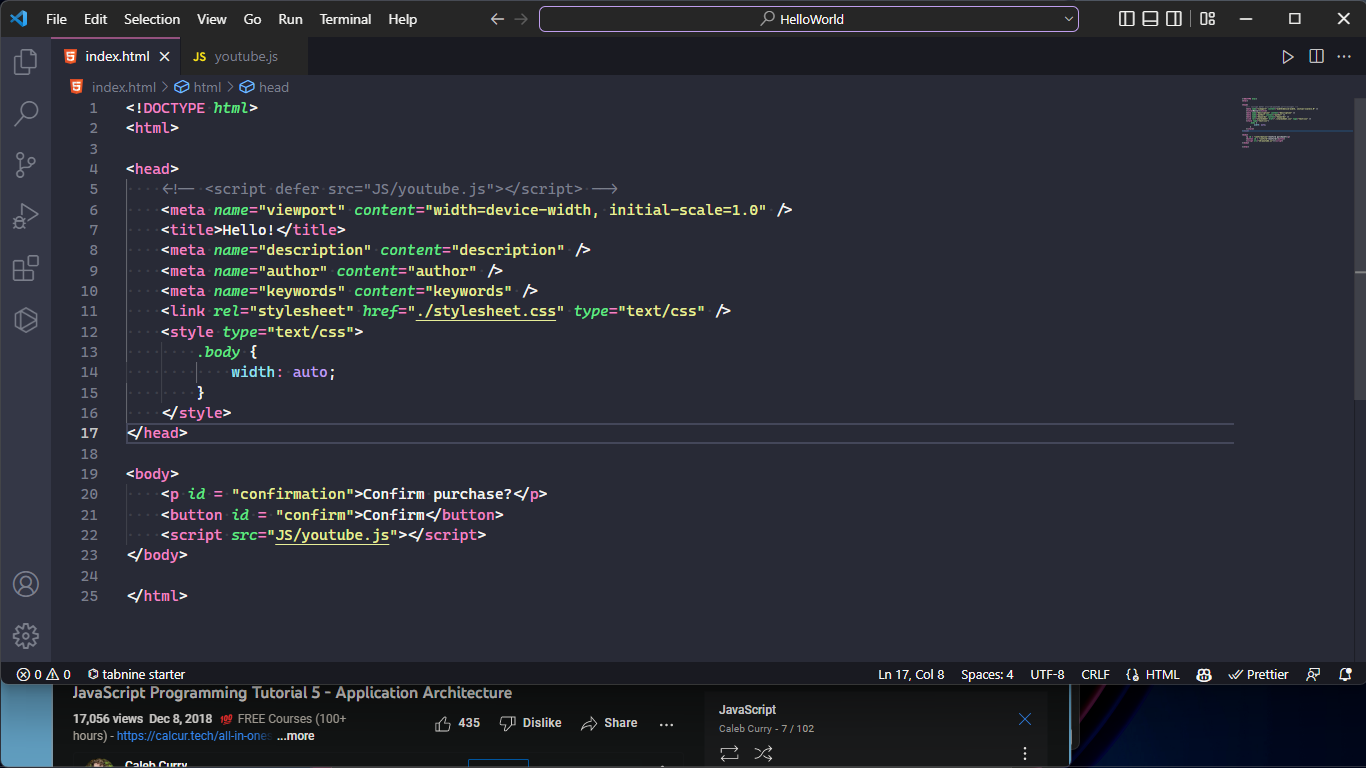 File Edit Selection View Go Run Terminal Help HelloWorld
index.html JS youtube.js
index.html > html > head
1 <!DOCTYPE html>
2 <html>
3
4 <head>
5 <!-- <script defer src="JS/youtube.js"></script> -->
6 <meta name="viewport" content="width=device-width, initial-scale=1.0" />
7 <title>Hello!</title>
8 <meta name="description" content="description" />
9 <meta name="author" content="author" />
10 <meta name="keywords" content="keywords" />
11 <link rel="stylesheet" href="./stylesheet.css" type="text/css" />
12 <style type="text/css">
13 .body {
14 width: auto;
15 }
16 </style>
17 </head>
18
19 <body>
20 <p id = "confirmation">Confirm purchase?</p>
21 <button id = "confirm">Confirm</button>
22 <script src="JS/youtube.js"></script>
23 </body>
24
25 </html>
0 0 tabnine starter Ln 17, Col 8 Spaces: 4 UTF-8 CRLF {} HTML Prettier
JavaScript Programming Tutorial 5 - Application Architecture
17,056 views Dec 8, 2018 💯 FREE Courses (100+
hours) - https://calcur.tech/all-in-ones ...more
435 Dislike Share ...
JavaScript
Caleb Curry - 7 / 102
Caleb Curry